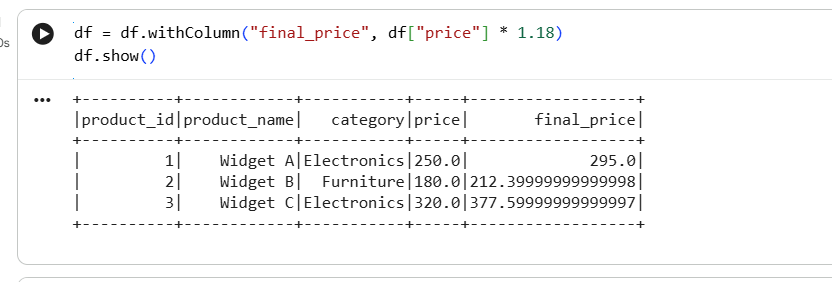 df = df.withColumn("final_price", df["price"] * 1.18)
0s
df.show()
+----------+------------+-----------+-----+------------------+
|product_id|product_name|   category|price|       final_price|
+----------+------------+-----------+-----+------------------+
|         1|    Widget A|Electronics|250.0|             295.0|
|         2|    Widget B|  Furniture|180.0|212.39999999999998|
|         3|    Widget C|Electronics|320.0|377.59999999999997|
+----------+------------+-----------+-----+------------------+